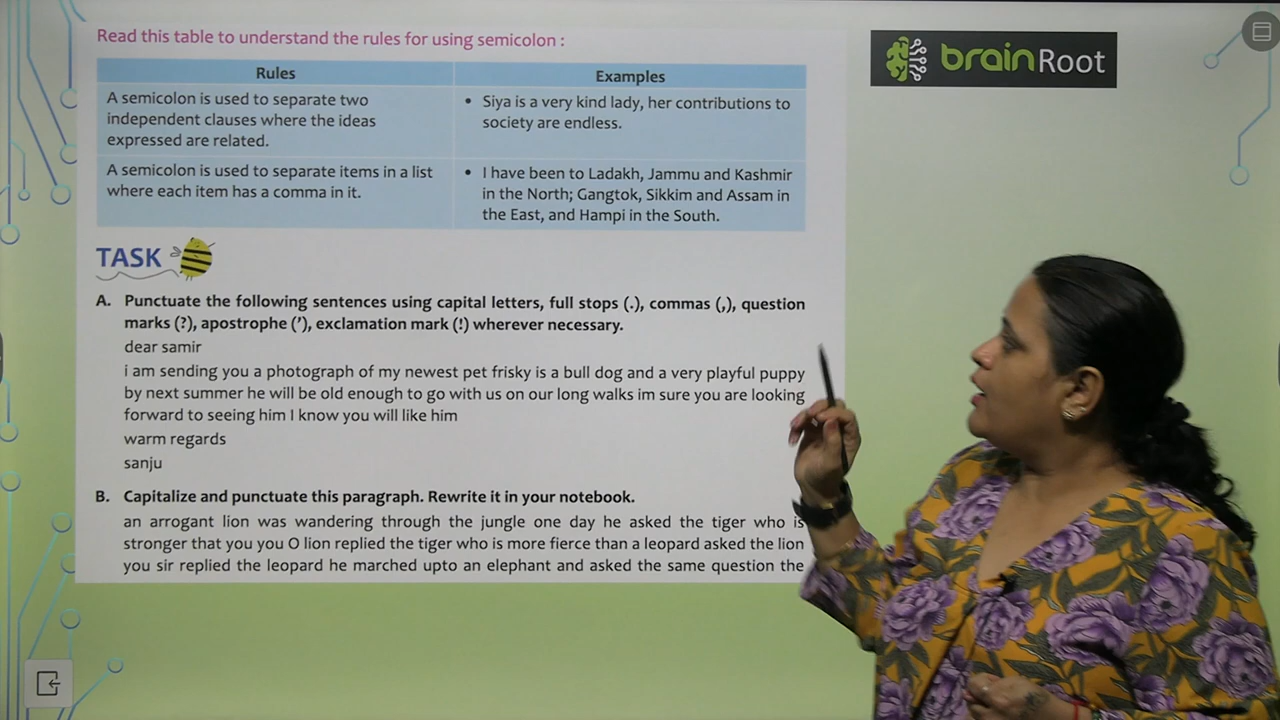 Read this table to understand the rules for using semicolon :
brainRoot
Rules
Examples
A semicolon is used to separate two
independent clauses where the ideas
expressed are related.
• Siya is a very kind lady, her contributions to
society are endless.
A semicolon is used to separate items in a list
where each item has a comma in it.
• I have been to Ladakh, Jammu and Kashmir
in the North; Gangtok, Sikkim and Assam in
the East, and Hampi in the South.
TASK
A. Punctuate the following sentences using capital letters, full stops (.), commas (,), question
marks (?), apostrophe (’), exclamation mark (!) wherever necessary.
dear samir
i am sending you a photograph of my newest pet frisky is a bull dog and a very playful puppy
by next summer he will be old enough to go with us on our long walks im sure you are looking
forward to seeing him I know you will like him
warm regards
sanju
B. Capitalize and punctuate this paragraph. Rewrite it in your notebook.
an arrogant lion was wandering through the jungle one day he asked the tiger who is
stronger that you you O lion replied the tiger who is more fierce than a leopard asked the lion
you sir replied the leopard he marched upto an elephant and asked the same question the